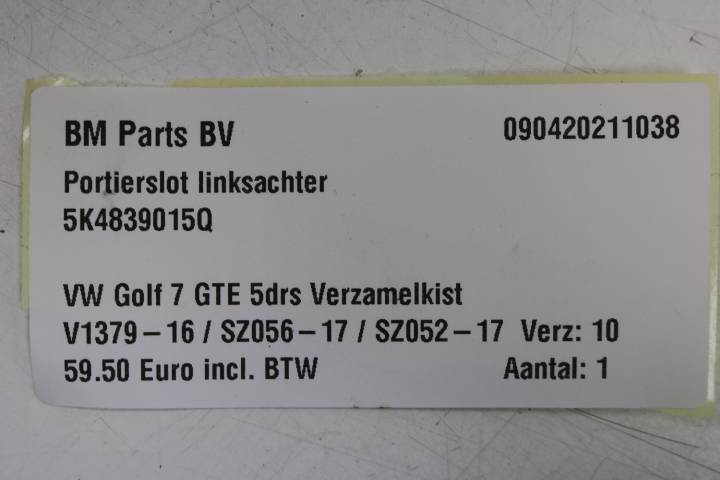 BM Parts BV 090420211038
Portierslot linksachter
5K4839015Q
VW Golf 7 GTE 5drs Verzamelkist
V1379-16 / SZ056-17 / SZ052-17 Verz: 10
59.50 Euro incl. BTW Aantal: 1